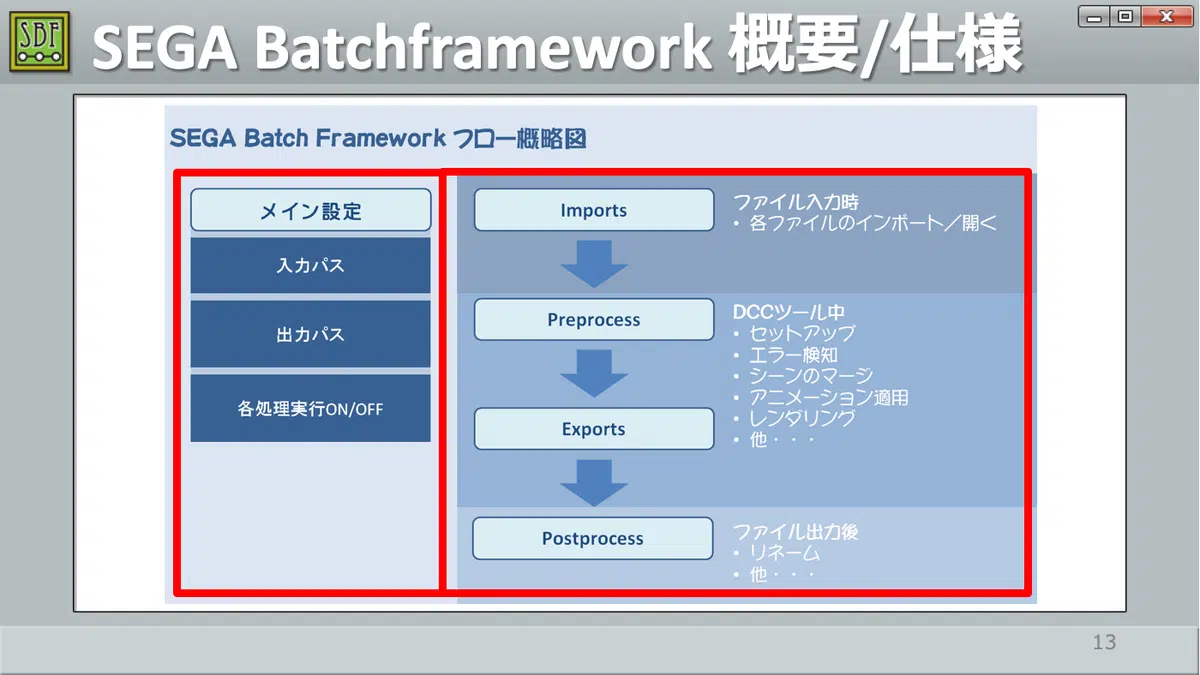 SBF
SEGA Batchframework 概要/仕様
SEGA Batch Framework フロー概略図
メイン設定
入力パス
出力パス
各処理実行ON/OFF
Imports
ファイル入力時
• 各ファイルのインポート／開く
Preprocess
DCCツール中
• セットアップ
• エラー検知
• シーンのマージ
• アニメーション適用
• レンダリング
• 他・・・
Exports
Postprocess
ファイル出力後
• リネーム
• 他・・・
13